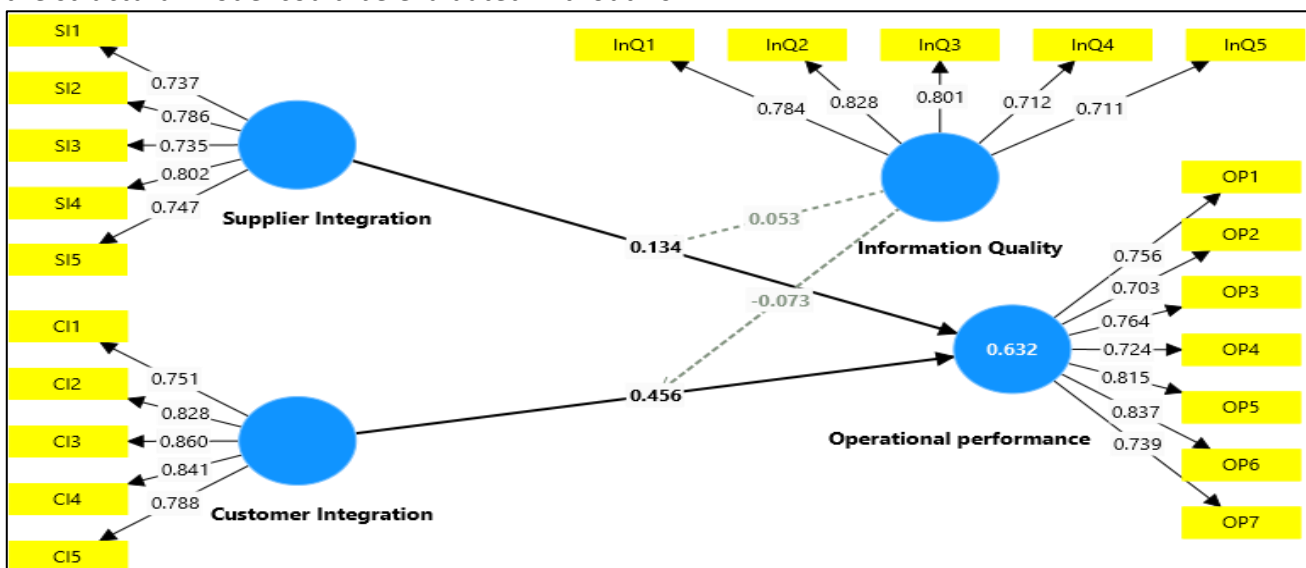 SI1
SI2
SI3
SI4
SI5
0.737
0.786
0.735
0.802
0.747
Supplier Integration
InQ1
InQ2
InQ3
InQ4
InQ5
0.784
0.828
0.801
0.712
0.711
Information Quality
0.053
0.134
-0.073
0.456
CI1
CI2
CI3
CI4
CI5
0.751
0.828
0.860
0.841
0.788
Customer Integration
0.632
Operational performance
0.756
0.703
0.764
0.724
0.815
0.837
0.739
OP1
OP2
OP3
OP4
OP5
OP6
OP7